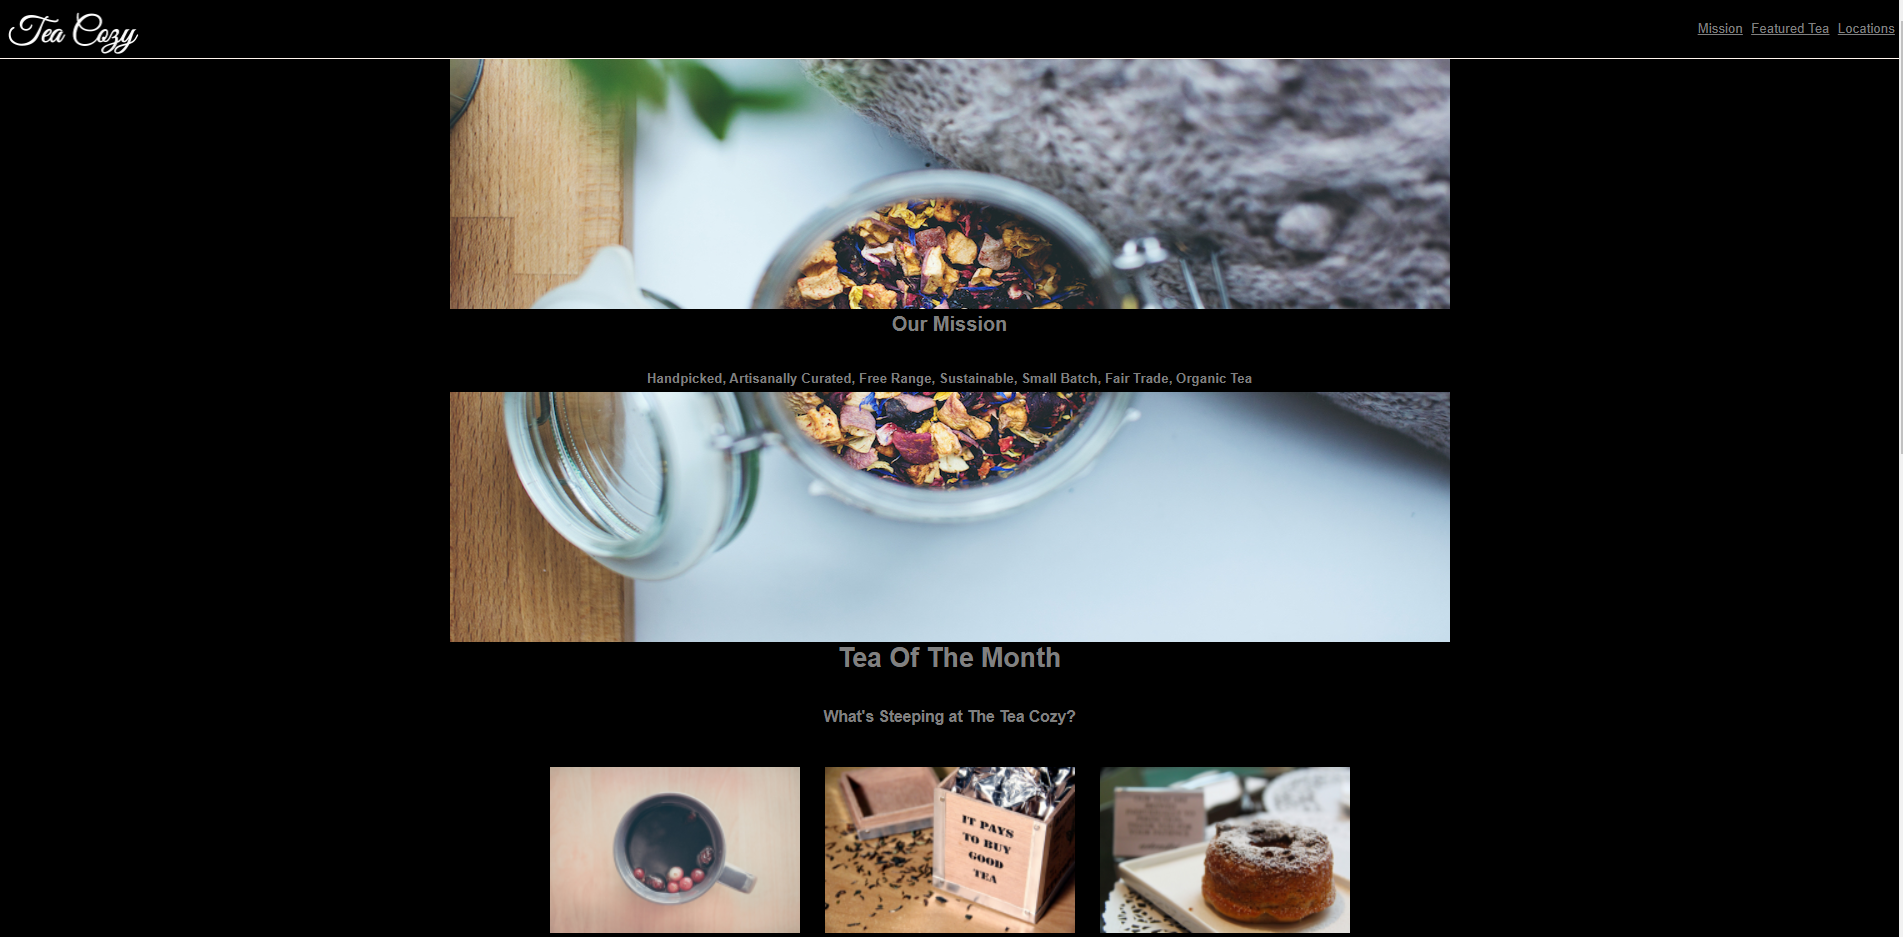 Tea Cozy
Mission Featured Tea Locations
Our Mission
Handpicked, Artisanally Curated, Free Range, Sustainable, Small Batch, Fair Trade, Organic Tea
Tea Of The Month
What's Steeping at The Tea Cozy?
IT PAYS
TO BUY
GOOD
TEA